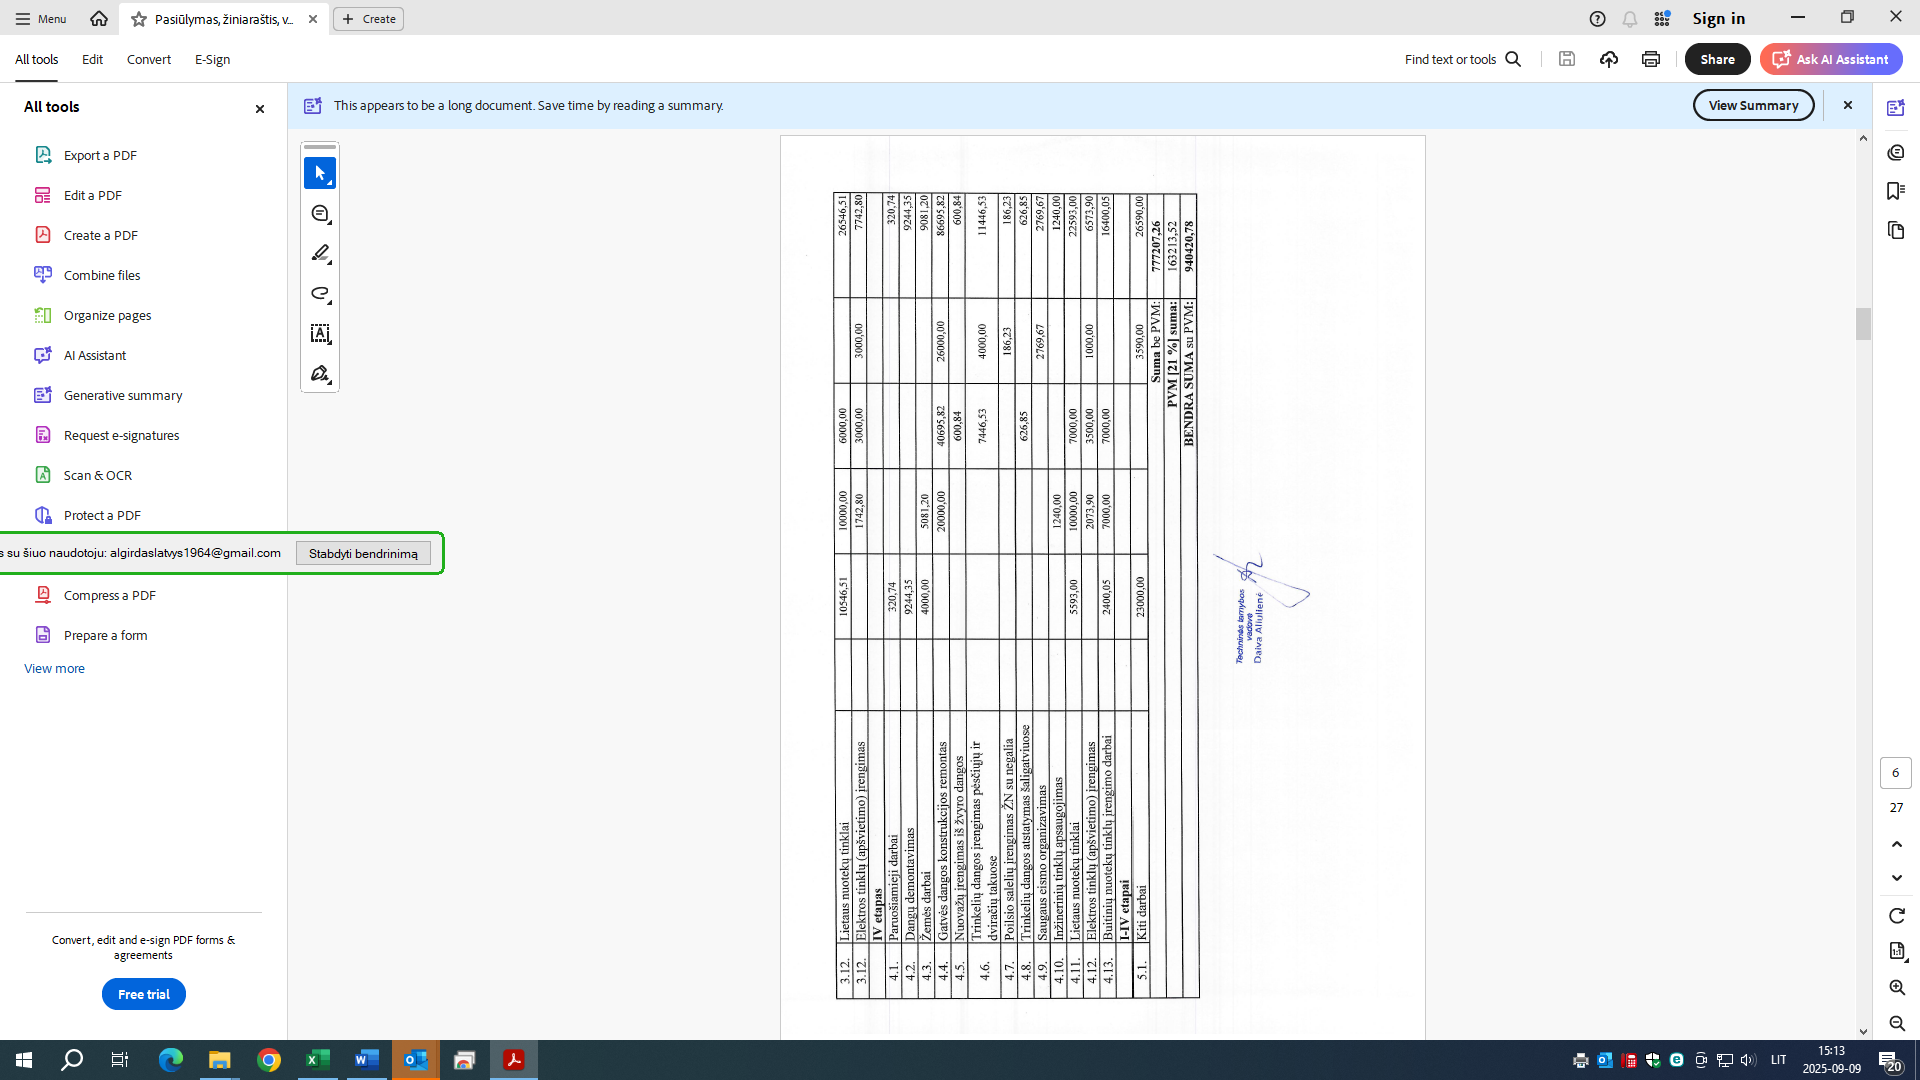 Menu
Pasiūlymas, žiniaraštis, v...
Create
Sign in
All tools
Edit
Convert
E-Sign
Find text or tools
Share
Ask AI Assistant
All tools
This appears to be a long document. Save time by reading a summary.
View Summary
Export a PDF
Edit a PDF
Create a PDF
Combine files
Organize pages
AI Assistant
Generative summary
Request e-signatures
Scan & OCR
Protect a PDF
s su šiuo naudotoju: algirdaslatvys1964@gmail.com
Stabdyti bendrinimą
Compress a PDF
Prepare a form
View more
Convert, edit and e-sign PDF forms & agreements
Free trial
3.12. Lietaus nuotekų tinklai 10546,51 10000,00 6000,00 26546,51
3.12. Elektros tinklų (apšvietimo) įrengimas 1742,80 3000,00 3000,00 7742,80
IV etapas
4.1. Paruošiamieji darbai 320,74 320,74
4.2. Dangų demontavimas 9244,35 9244,35
4.3. Žemės darbai 4000,00 5081,20 9081,20
4.4. Gatvės dangos konstrukcijos remontas 20000,00 40695,82 26000,00 86695,82
4.5. Nuovažų įrengimas iš žvyro dangos 600,84 600,84
4.6. Trinkelių dangos įrengimas pėsčiųjų ir dviračių takuose 7446,53 4000,00 11446,53
4.7. Poilsio salelių įrengimas ŽN su negalia 186,23 186,23
4.8. Trinkelių dangos atstatymas šaligatviuose 626,85 626,85
4.9. Saugaus eismo organizavimas 2769,67 2769,67
4.10. Inžinerinių tinklų apsaugojimas 1240,00 1240,00
4.11. Lietaus nuotekų tinklai 5593,00 10000,00 7000,00 22593,00
4.12. Elektros tinklų (apšvietimo) įrengimas 2073,90 3500,00 1000,00 6573,90
4.13. Buitinių nuotekų tinklų įrengimo darbai 2400,05 7000,00 7000,00 16400,05
I-IV etapai
5.1. Kiti darbai 23000,00 3590,00 26590,00
Suma be PVM: 777207,26
PVM [21 %] suma: 163213,52
BENDRA SUMA su PVM: 940420,78
Techninės tarnybos
vadovė
Daiva Aliulienė
6
27
1:1
LIT
15:13
2025-09-09
20